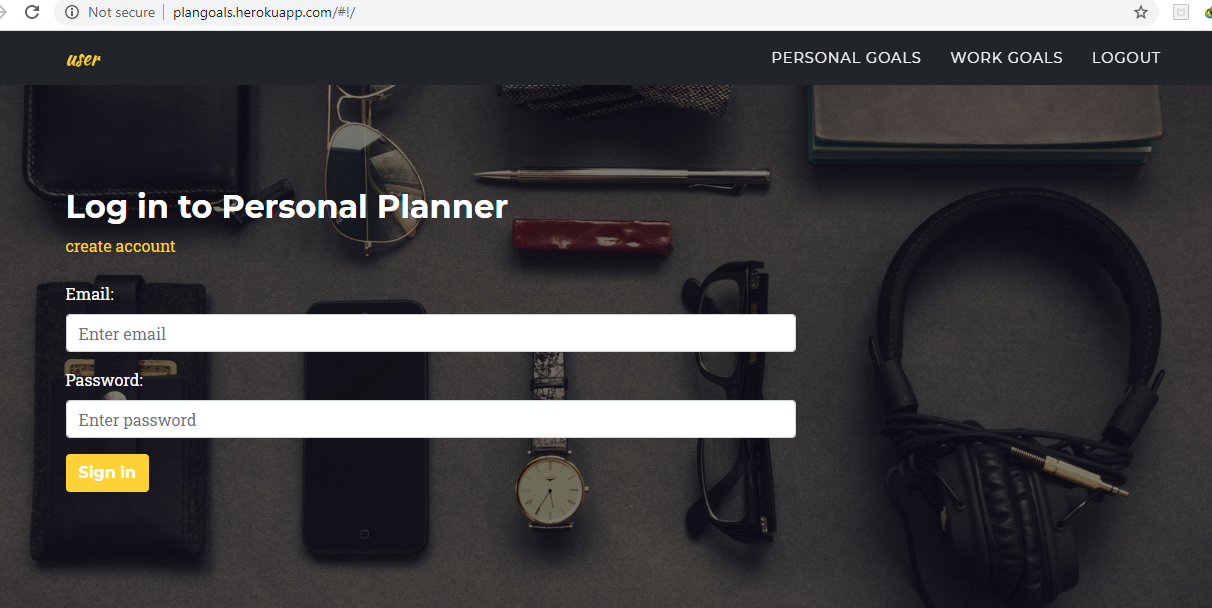 Not secure | plangoals.herokuapp.com/#!/
user PERSONAL GOALS WORK GOALS LOGOUT
Log in to Personal Planner
create account
Email:
Enter email
Password:
Enter password
Sign in